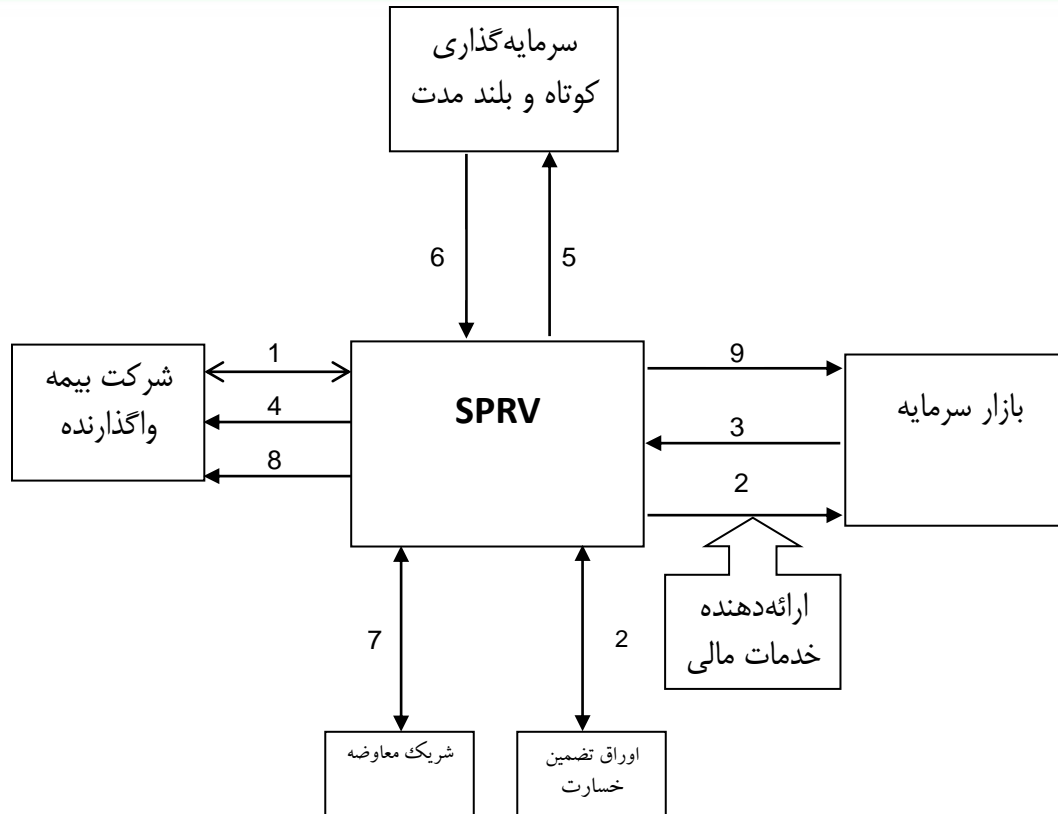 سرمایه‌گذاری
کوتاه و بلند مدت
6
5
شرکت بیمه
واگذارنده
1
4
8
SPRV
9
3
2
بازار سرمایه
ارائه‌دهنده
خدمات مالی
7
2
شریک معاوضه
اوراق تضمین
خسارت